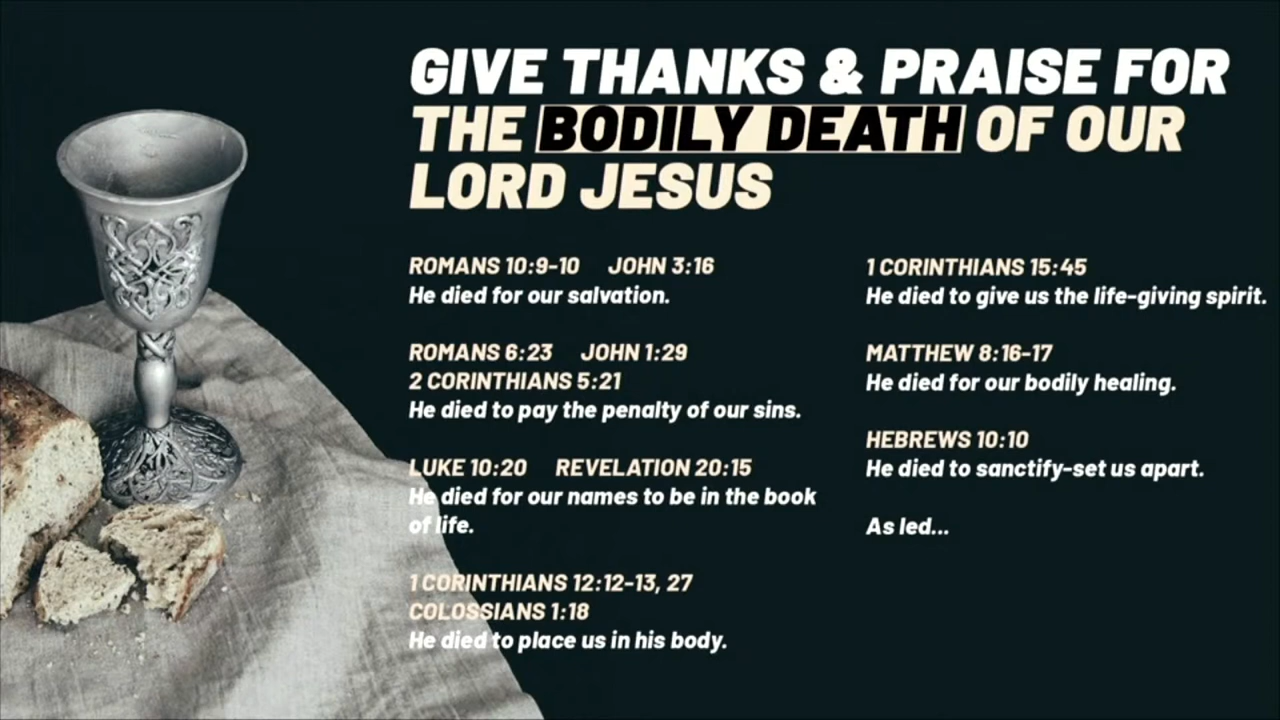 GIVE THANKS & PRAISE FOR
THE BODILY DEATH OF OUR
LORD JESUS
ROMANS 10:9-10 JOHN 3:16
He died for our salvation.
ROMANS 6:23 JOHN 1:29
2 CORINTHIANS 5:21
He died to pay the penalty of our sins.
LUKE 10:20 REVELATION 20:15
He died for our names to be in the book
of life.
1 CORINTHIANS 12:12-13, 27
COLOSSIANS 1:18
He died to place us in his body.
1 CORINTHIANS 15:45
He died to give us the life-giving spirit.
MATTHEW 8:16-17
He died for our bodily healing.
HEBREWS 10:10
He died to sanctify-set us apart.
As led...